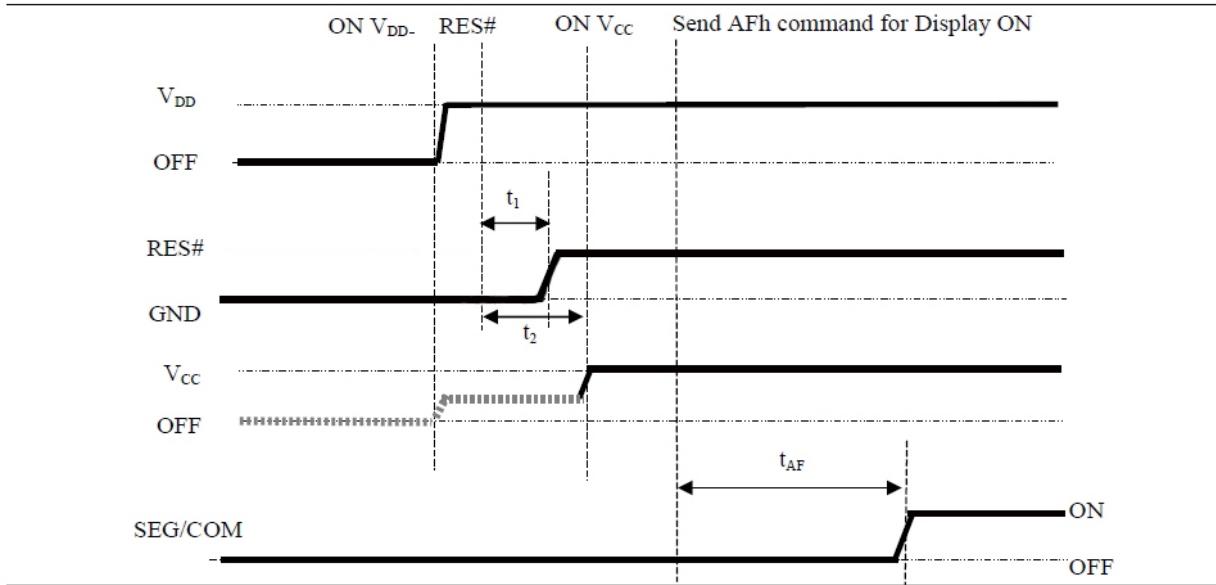 ON VDD- RES# ON VCC Send AFh command for Display ON
VDD
OFF
t1
RES#
GND
t2
VCC
OFF
tAF
ON
SEG/COM
OFF